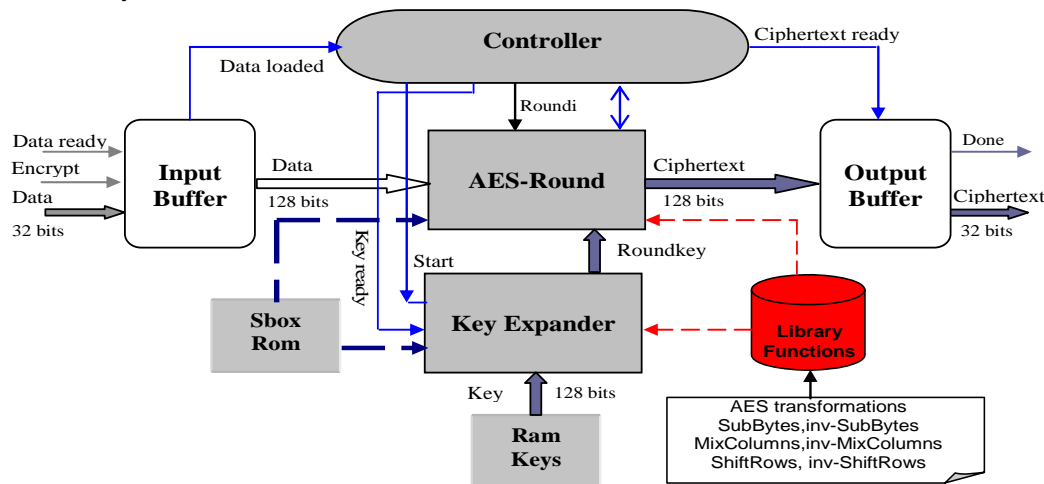 Controller
Ciphertext ready
Data loaded
Roundi
Data ready
Encrypt
Data
32 bits
Input
Buffer
Data
128 bits
AES-Round
Ciphertext
128 bits
Output
Buffer
Done
Ciphertext
32 bits
Key ready
Start
Roundkey
Sbox
Rom
Key Expander
Library
Functions
Key
128 bits
Ram
Keys
AES transformations
SubBytes,inv-SubBytes
MixColumns,inv-MixColumns
ShiftRows, inv-ShiftRows